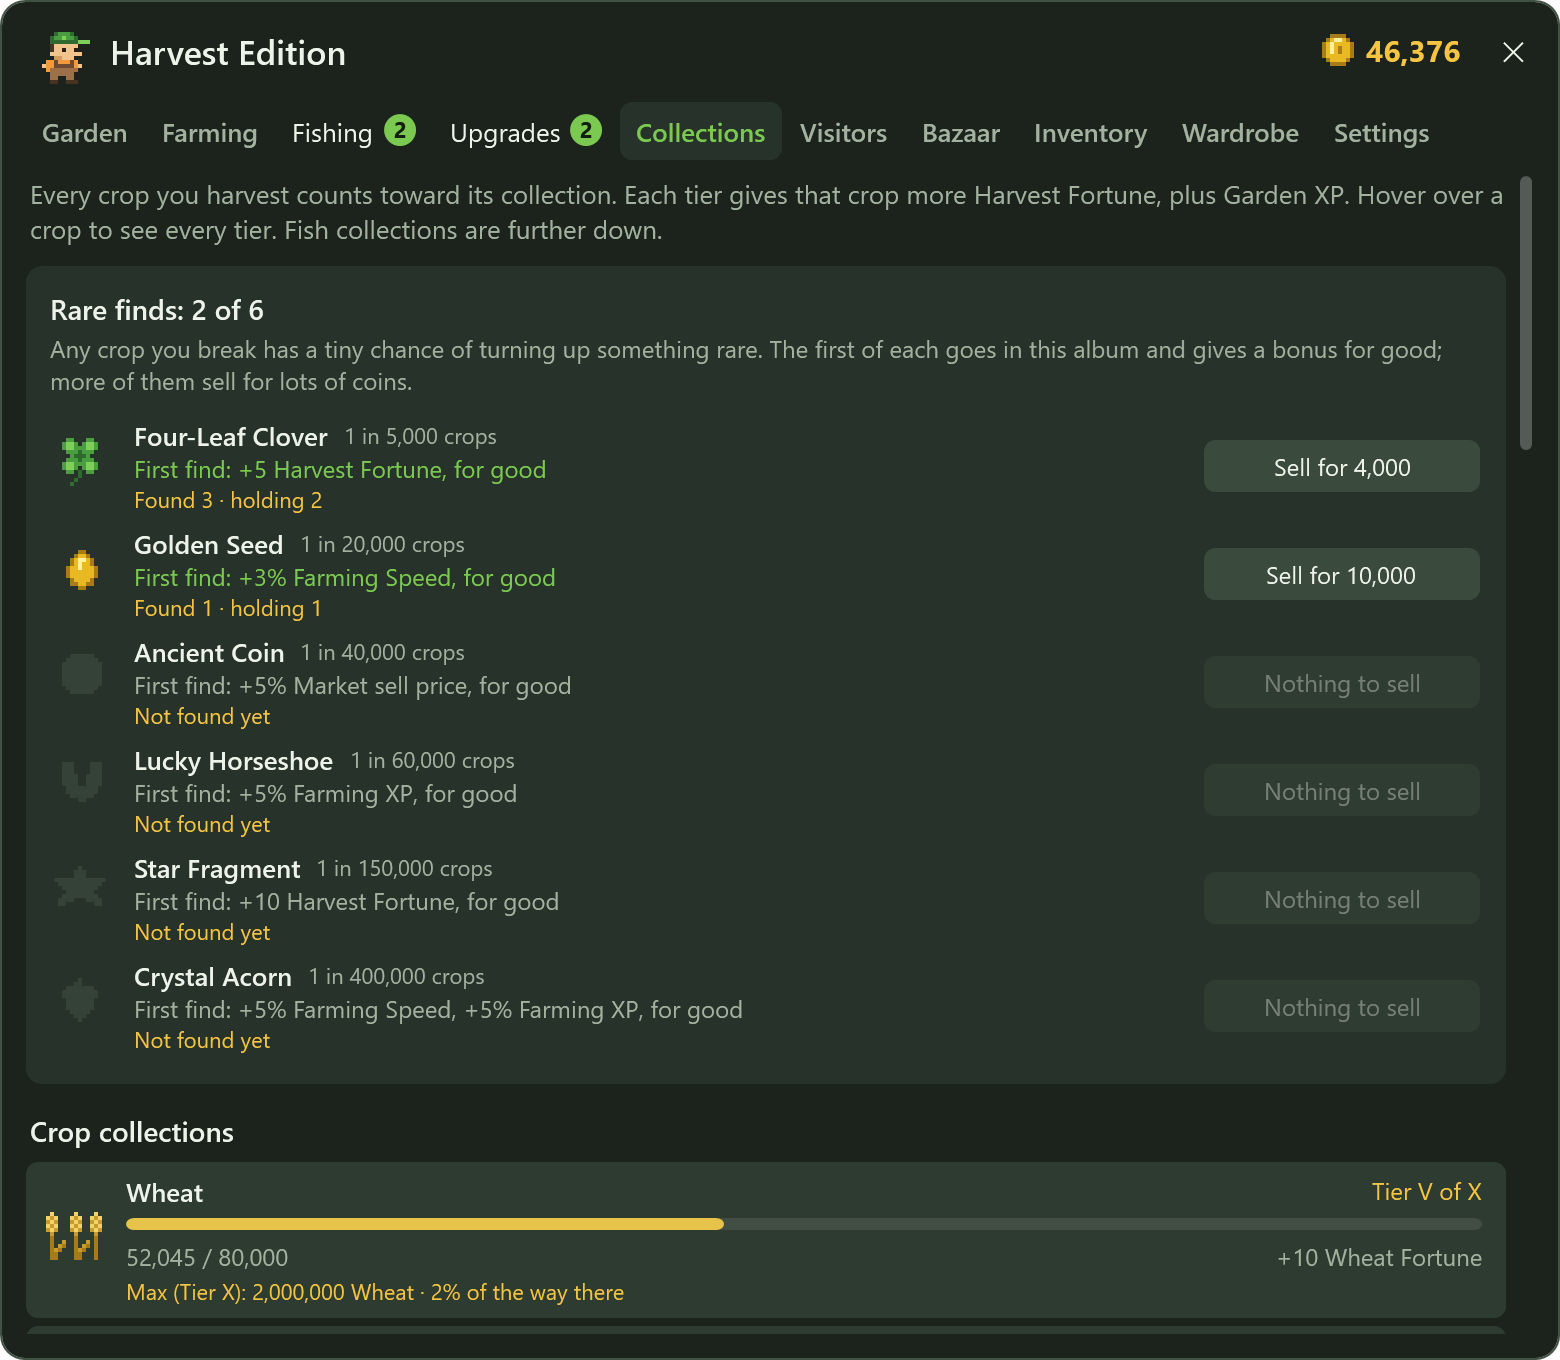 Harvest Edition
46,376
Garden Farming Fishing 2 Upgrades 2 Collections Visitors Bazaar Inventory Wardrobe Settings
Every crop you harvest counts toward its collection. Each tier gives that crop more Harvest Fortune, plus Garden XP. Hover over a
crop to see every tier. Fish collections are further down.
Rare finds: 2 of 6
Any crop you break has a tiny chance of turning up something rare. The first of each goes in this album and gives a bonus for good;
more of them sell for lots of coins.
Four-Leaf Clover 1 in 5,000 crops
First find: +5 Harvest Fortune, for good
Found 3 · holding 2
Sell for 4,000
Golden Seed 1 in 20,000 crops
First find: +3% Farming Speed, for good
Found 1 · holding 1
Sell for 10,000
Ancient Coin 1 in 40,000 crops
First find: +5% Market sell price, for good
Not found yet
Nothing to sell
Lucky Horseshoe 1 in 60,000 crops
First find: +5% Farming XP, for good
Not found yet
Nothing to sell
Star Fragment 1 in 150,000 crops
First find: +10 Harvest Fortune, for good
Not found yet
Nothing to sell
Crystal Acorn 1 in 400,000 crops
First find: +5% Farming Speed, +5% Farming XP, for good
Not found yet
Nothing to sell
Crop collections
Wheat
Tier V of X
52,045 / 80,000
+10 Wheat Fortune
Max (Tier X): 2,000,000 Wheat · 2% of the way there